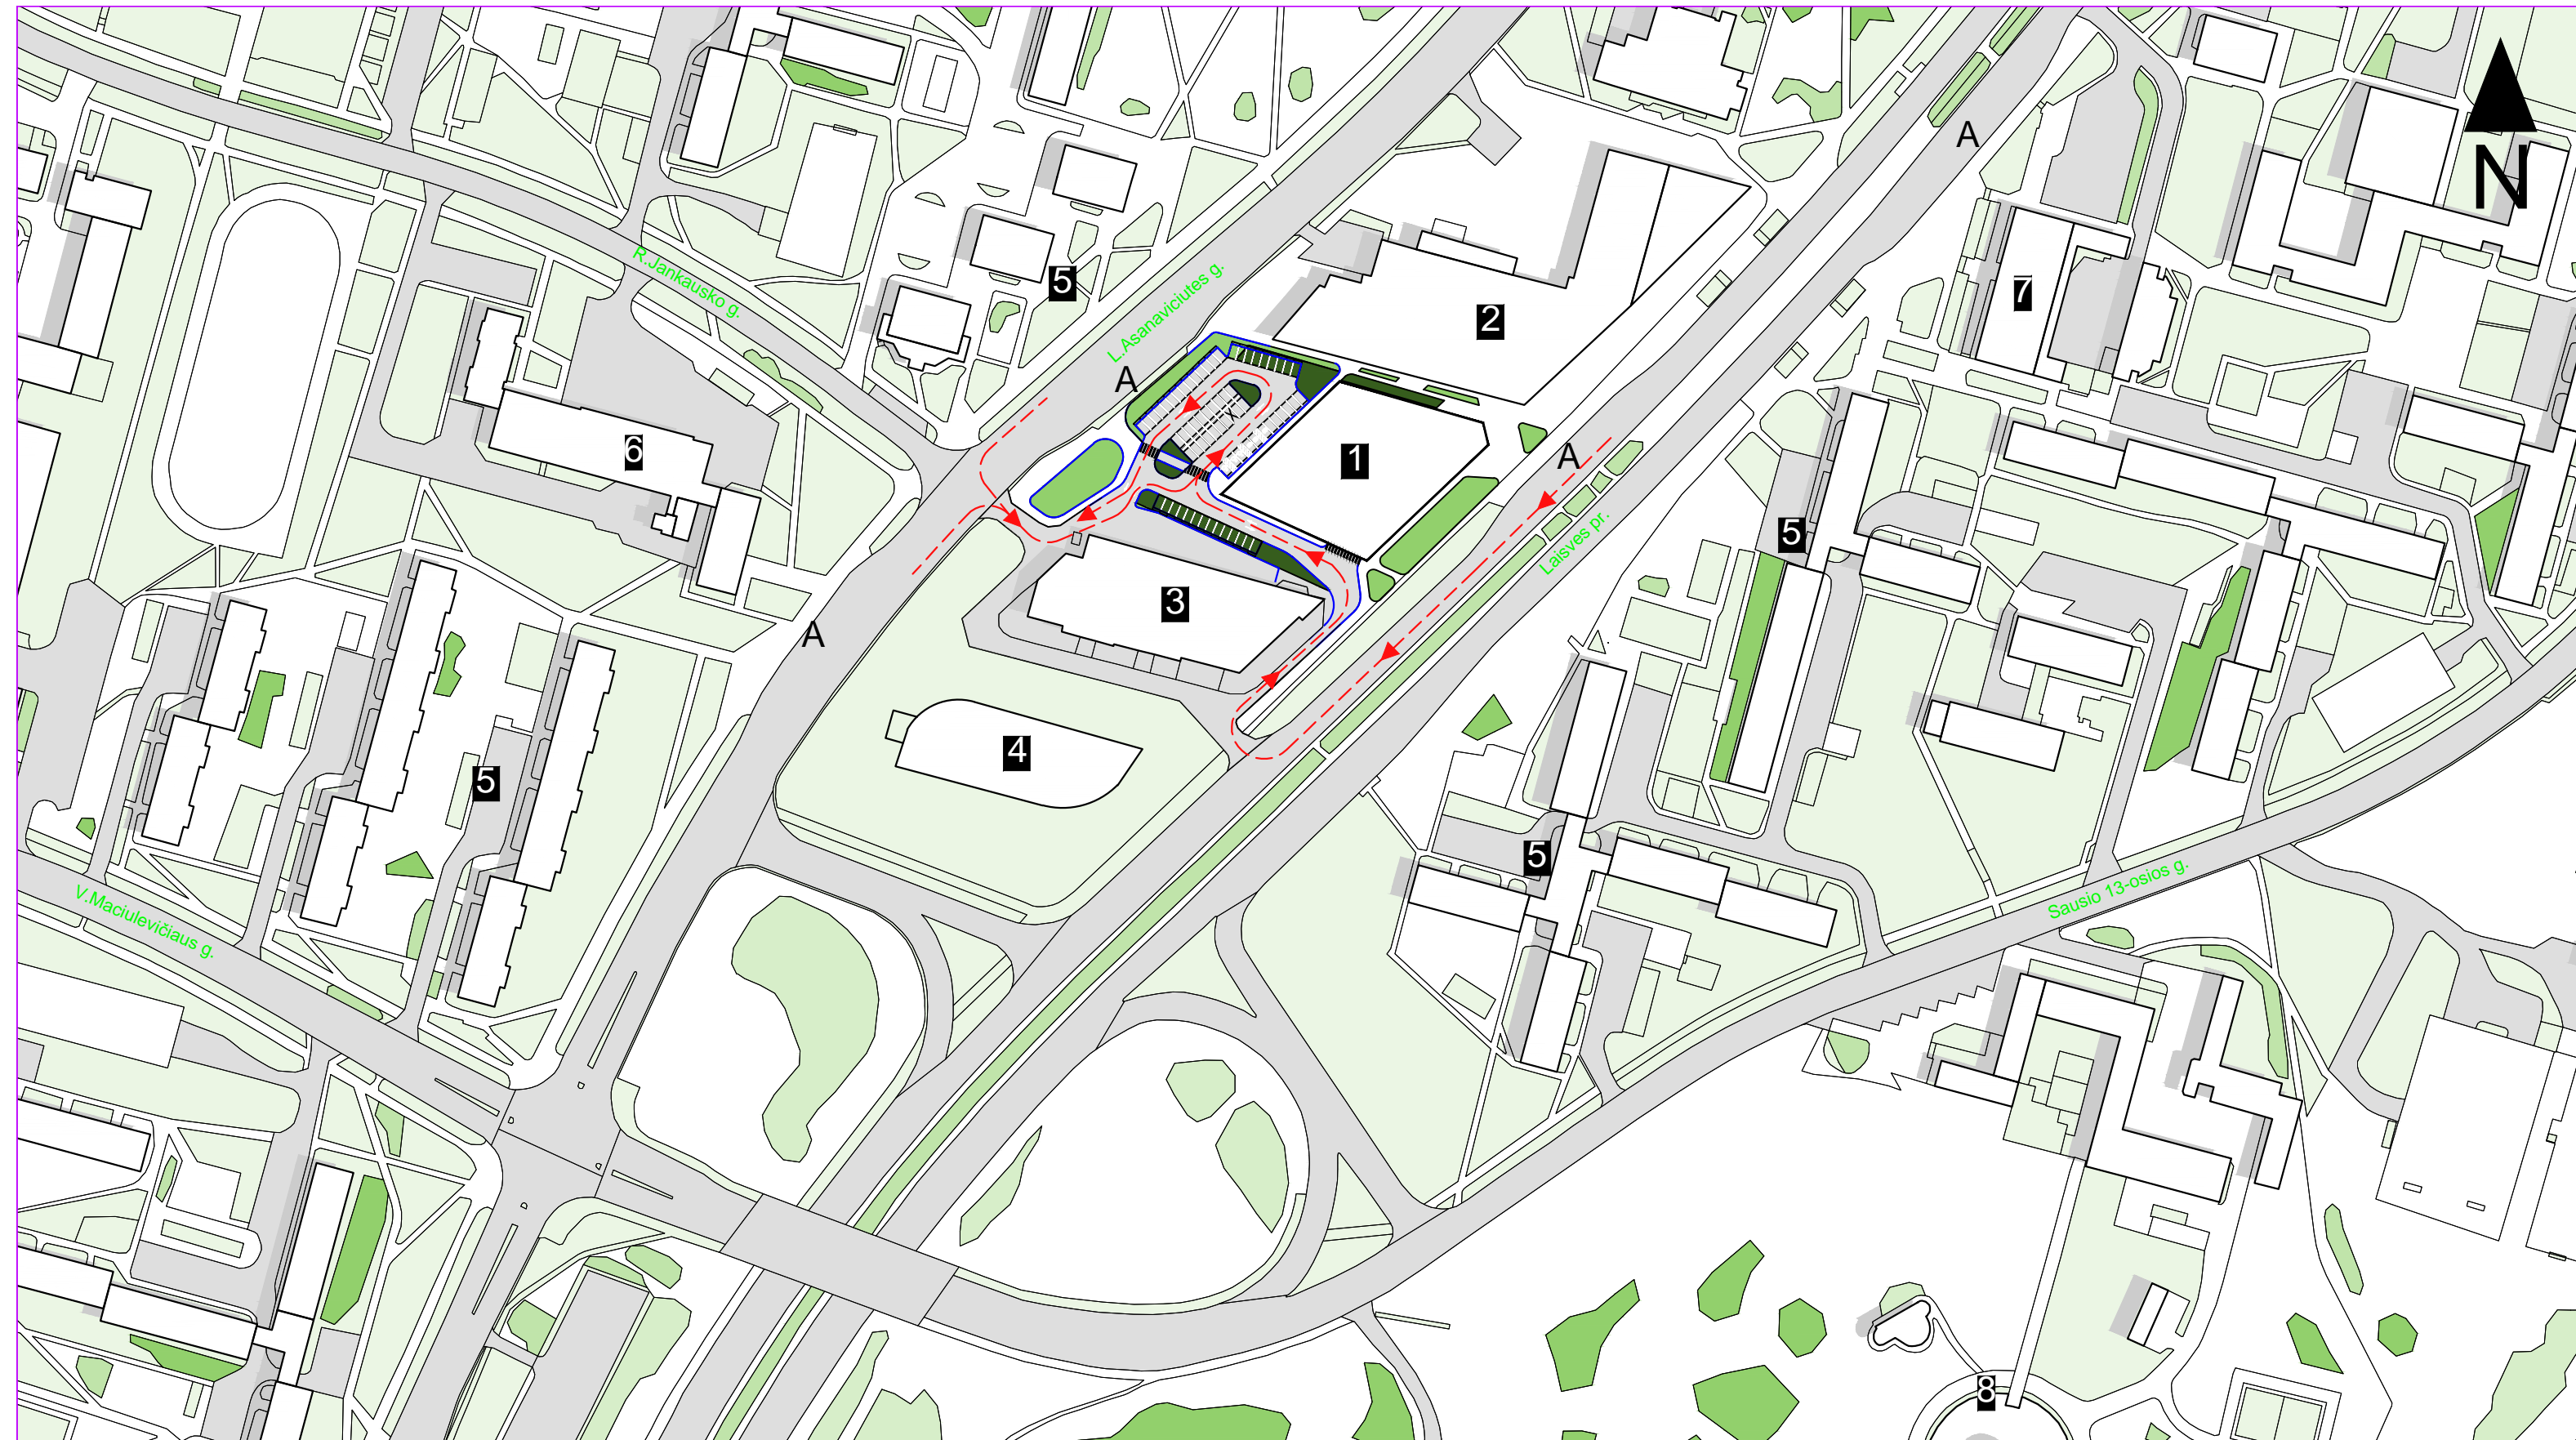 A
N
R.Jankausko g.
5
L.Asanaviciutes g.
2
7
A
A
1
6
5
Laisves pr.
3
A
4
5
5
V.Maciulevičiaus g.
Sausio 13-osios g.
8